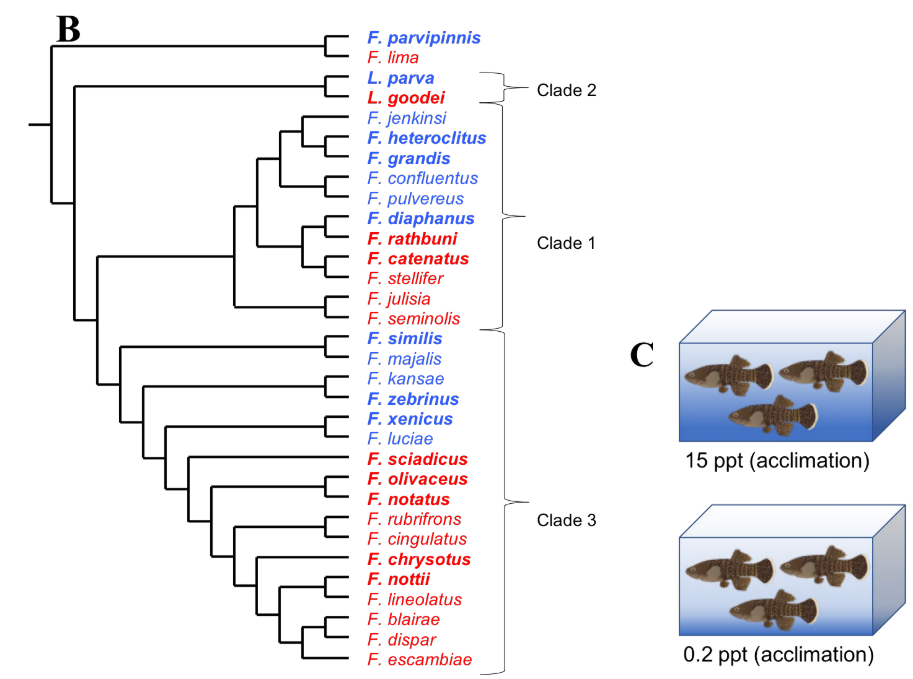 B
F. parvipinnis
F. lima
L. parva
L. goodei
Clade 2
F. jenkinsi
F. heteroclitus
F. grandis
F. confluentus
F. pulvereus
F. diaphanus
F. rathbuni
F. catenatus
F. stellifer
F. julisia
F. seminolis
Clade 1
F. similis
F. majalis
F. kansae
F. zebrinus
F. xenicus
F. luciae
F. sciadicus
F. olivaceus
F. notatus
F. rubrifrons
F. cingulatus
F. chrysotus
F. nottii
F. lineolatus
F. blairae
F. dispar
F. escambiae
Clade 3
C
15 ppt (acclimation)
0.2 ppt (acclimation)